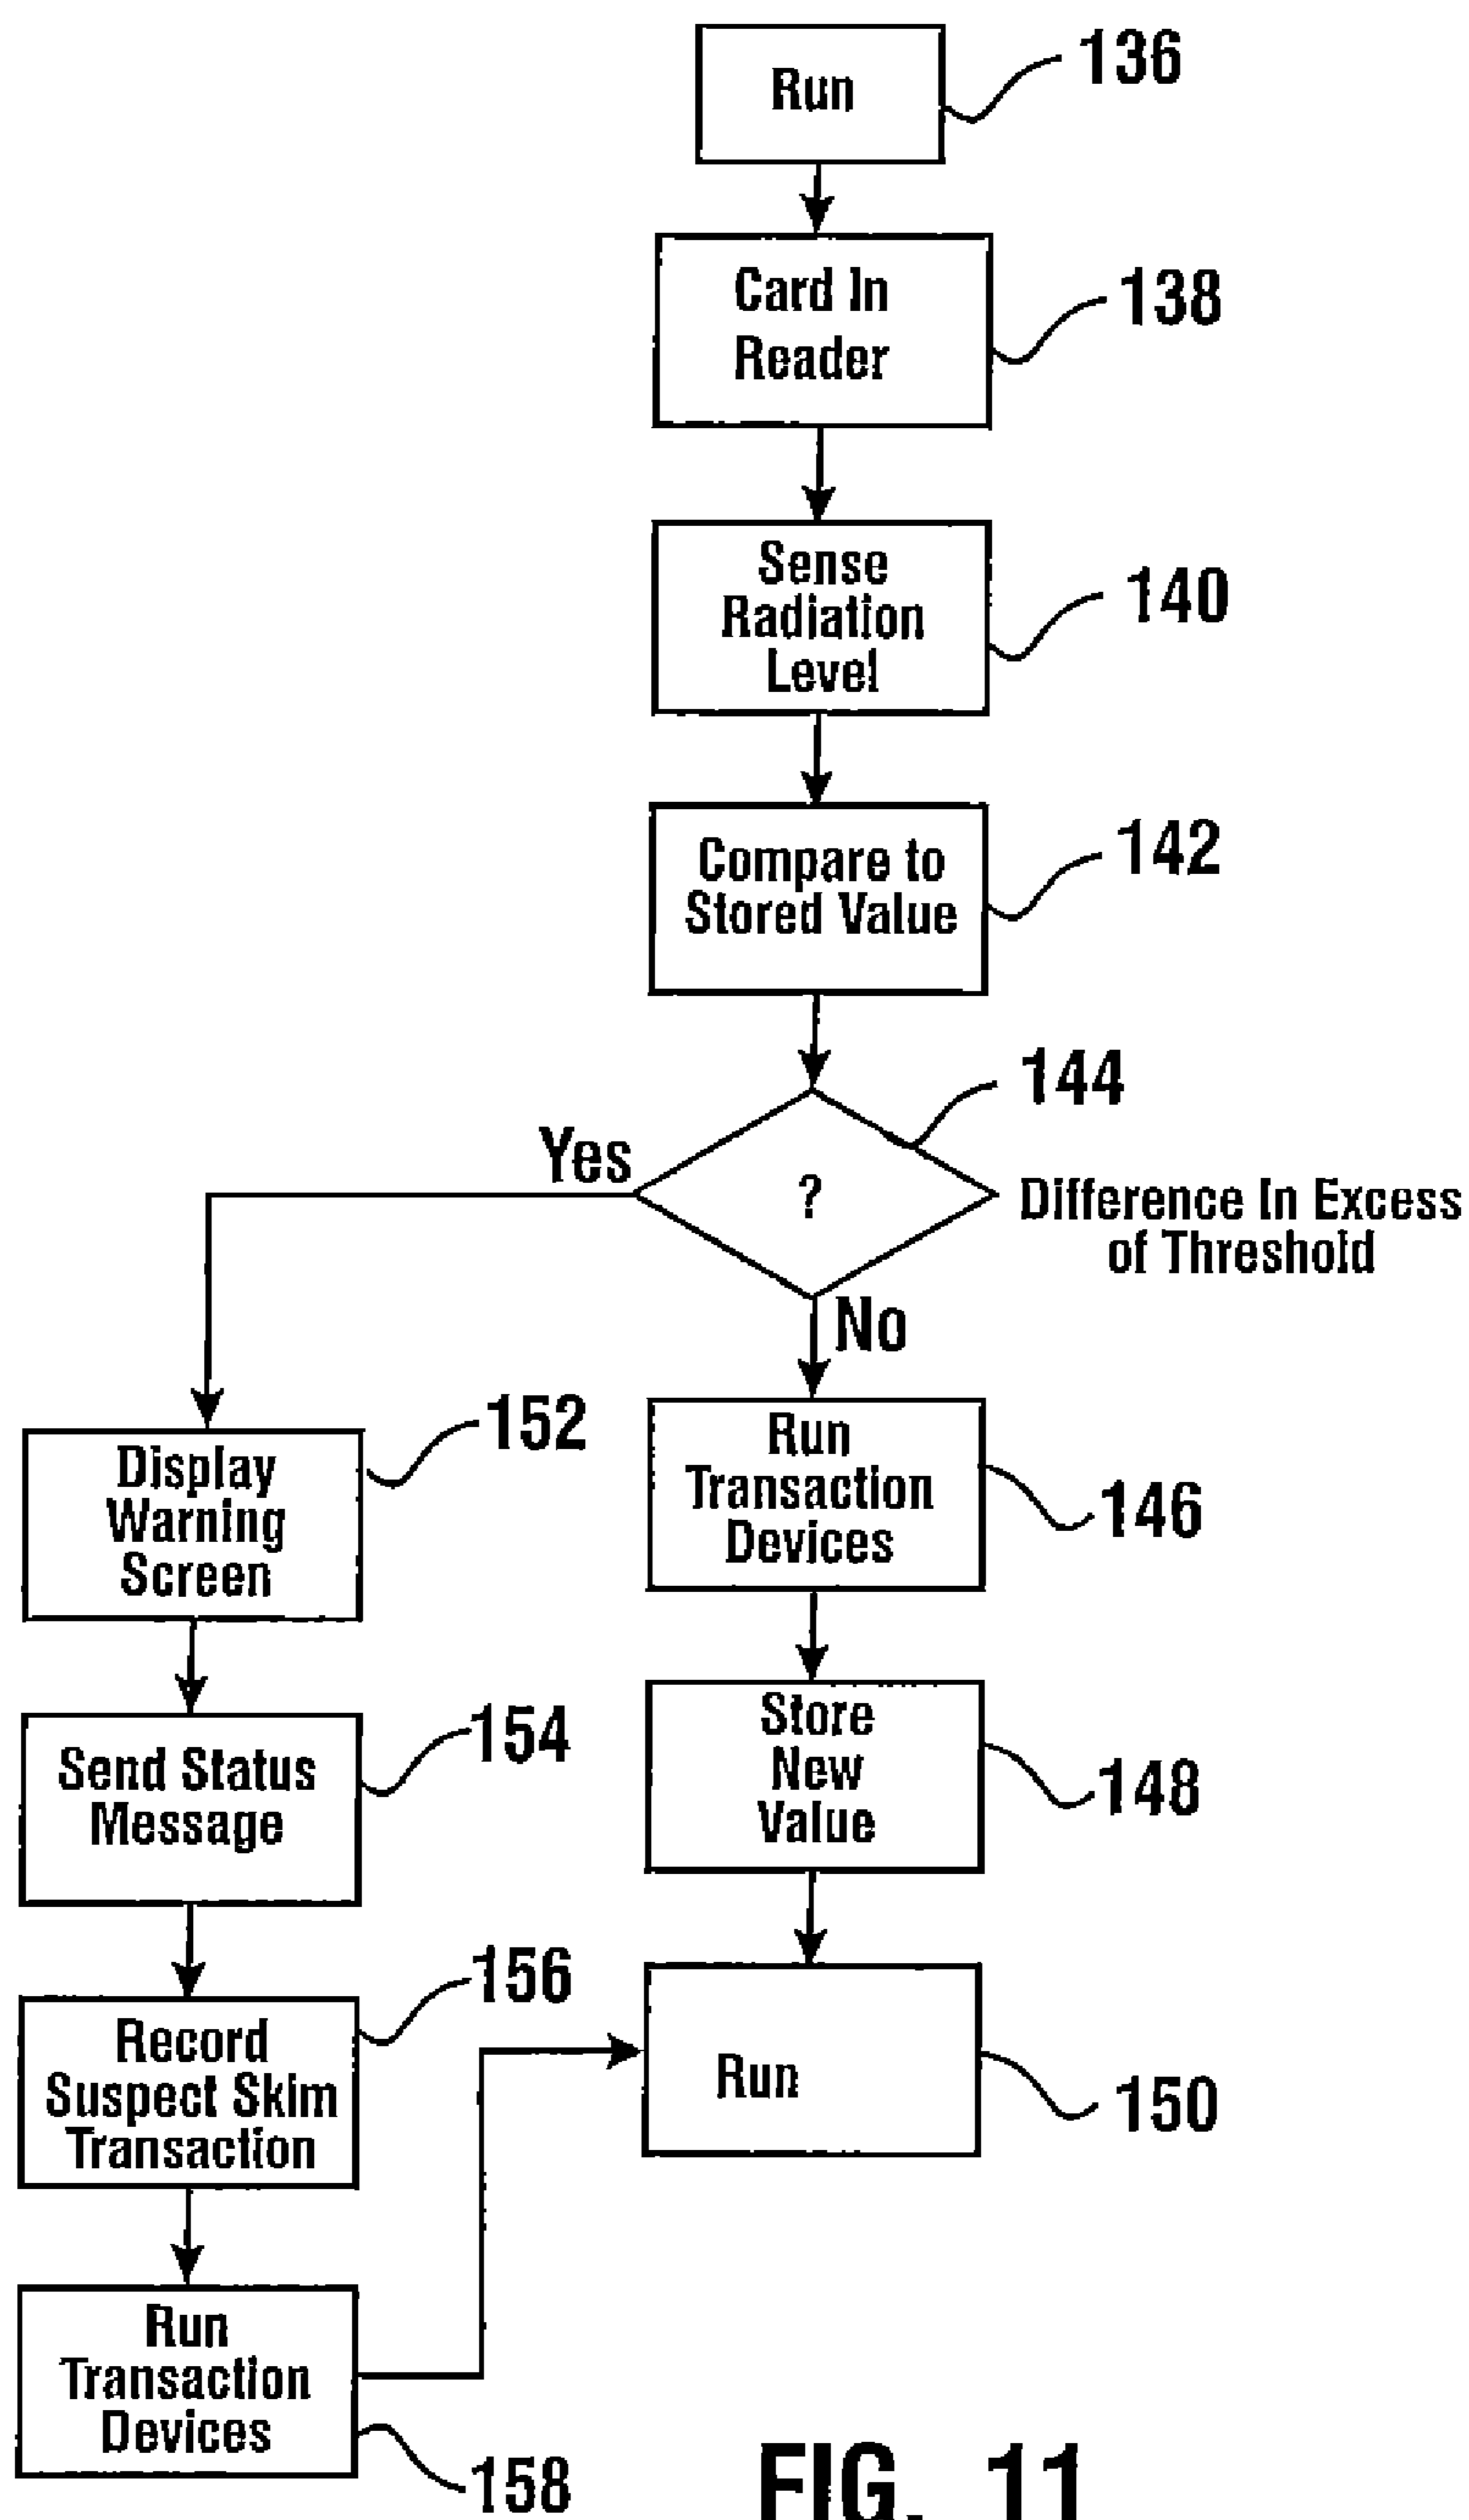 Run
136
Card In
Reader
138
Sense
Radiation
Level
140
Compare to
Stored Value
142
144
Yes
?
Difference In Excess
of Threshold
No
152
Display
Warning
Screen
Run
Transaction
Devices
146
154
Send Status
Message
Store
New
Value
148
156
Record
Suspect Skim
Transaction
Run
150
Run
Transaction
Devices
158
FIG. 11